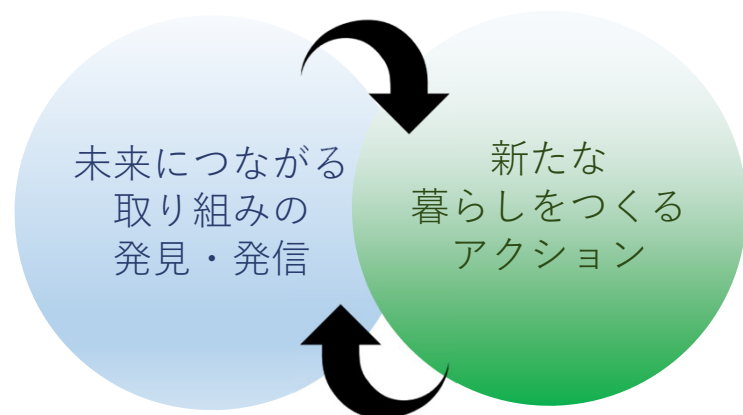 未来につながる
取り組みの
発見・発信
新たな
暮らしをつくる
アクション